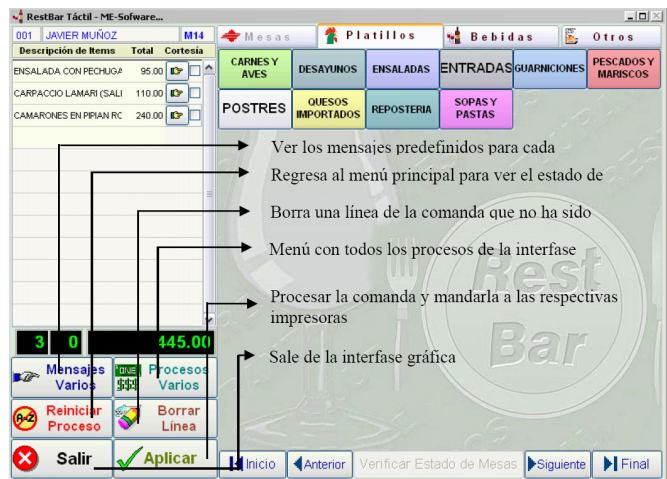 RestBar Táctil - ME-Sofware...
001 JAVIER MUÑOZ M14
Descripción de Items Total Cortesía
ENSALADA CON PECHUGA 95.00
CARPACCIO LAMARI (SALI 110.00
CAMARONES EN PIPIAN RC 240.00
3 0 445.00
Mensajes Varios
Procesos Varios
Reiniciar Proceso
Borrar Línea
Salir
Aplicar
Mesas Platillos Bebidas Otros
CARNES Y AVES
DESAYUNOS
ENSALADAS
ENTRADAS
GUARNICIONES
PESCADOS Y MARISCOS
POSTRES
QUESOS IMPORTADOS
REPOSTERIA
SOPAS Y PASTAS
Ver los mensajes predefinidos para cada
Regresa al menú principal para ver el estado de
Borra una línea de la comanda que no ha sido
Menú con todos los procesos de la interfase
Procesar la comanda y mandarla a las respectivas
impresoras
Sale de la interfase gráfica
Rest
Bar
Inicio Anterior Verificar Estado de Mesas Siguiente Final